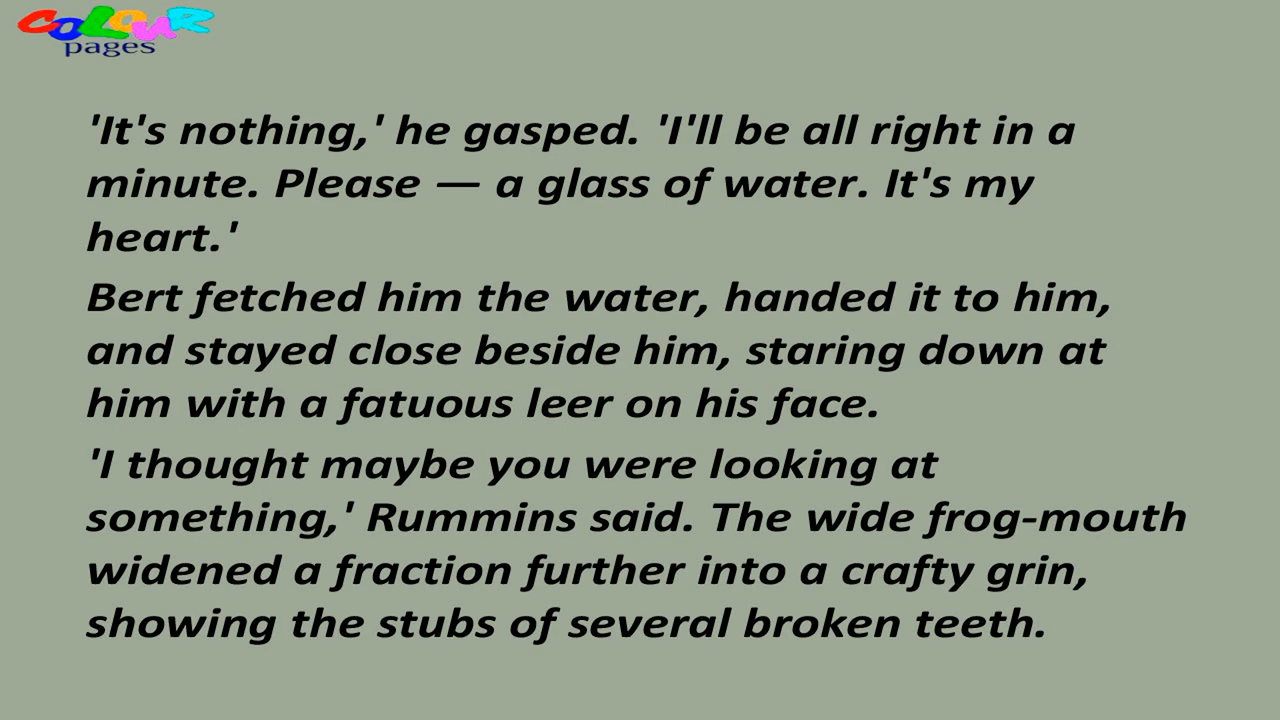 COLOUR
pages
'It's nothing,' he gasped. 'I'll be all right in a
minute. Please — a glass of water. It's my
heart.'
Bert fetched him the water, handed it to him,
and stayed close beside him, staring down at
him with a fatuous leer on his face.
'I thought maybe you were looking at
something,' Rummins said. The wide frog-mouth
widened a fraction further into a crafty grin,
showing the stubs of several broken teeth.